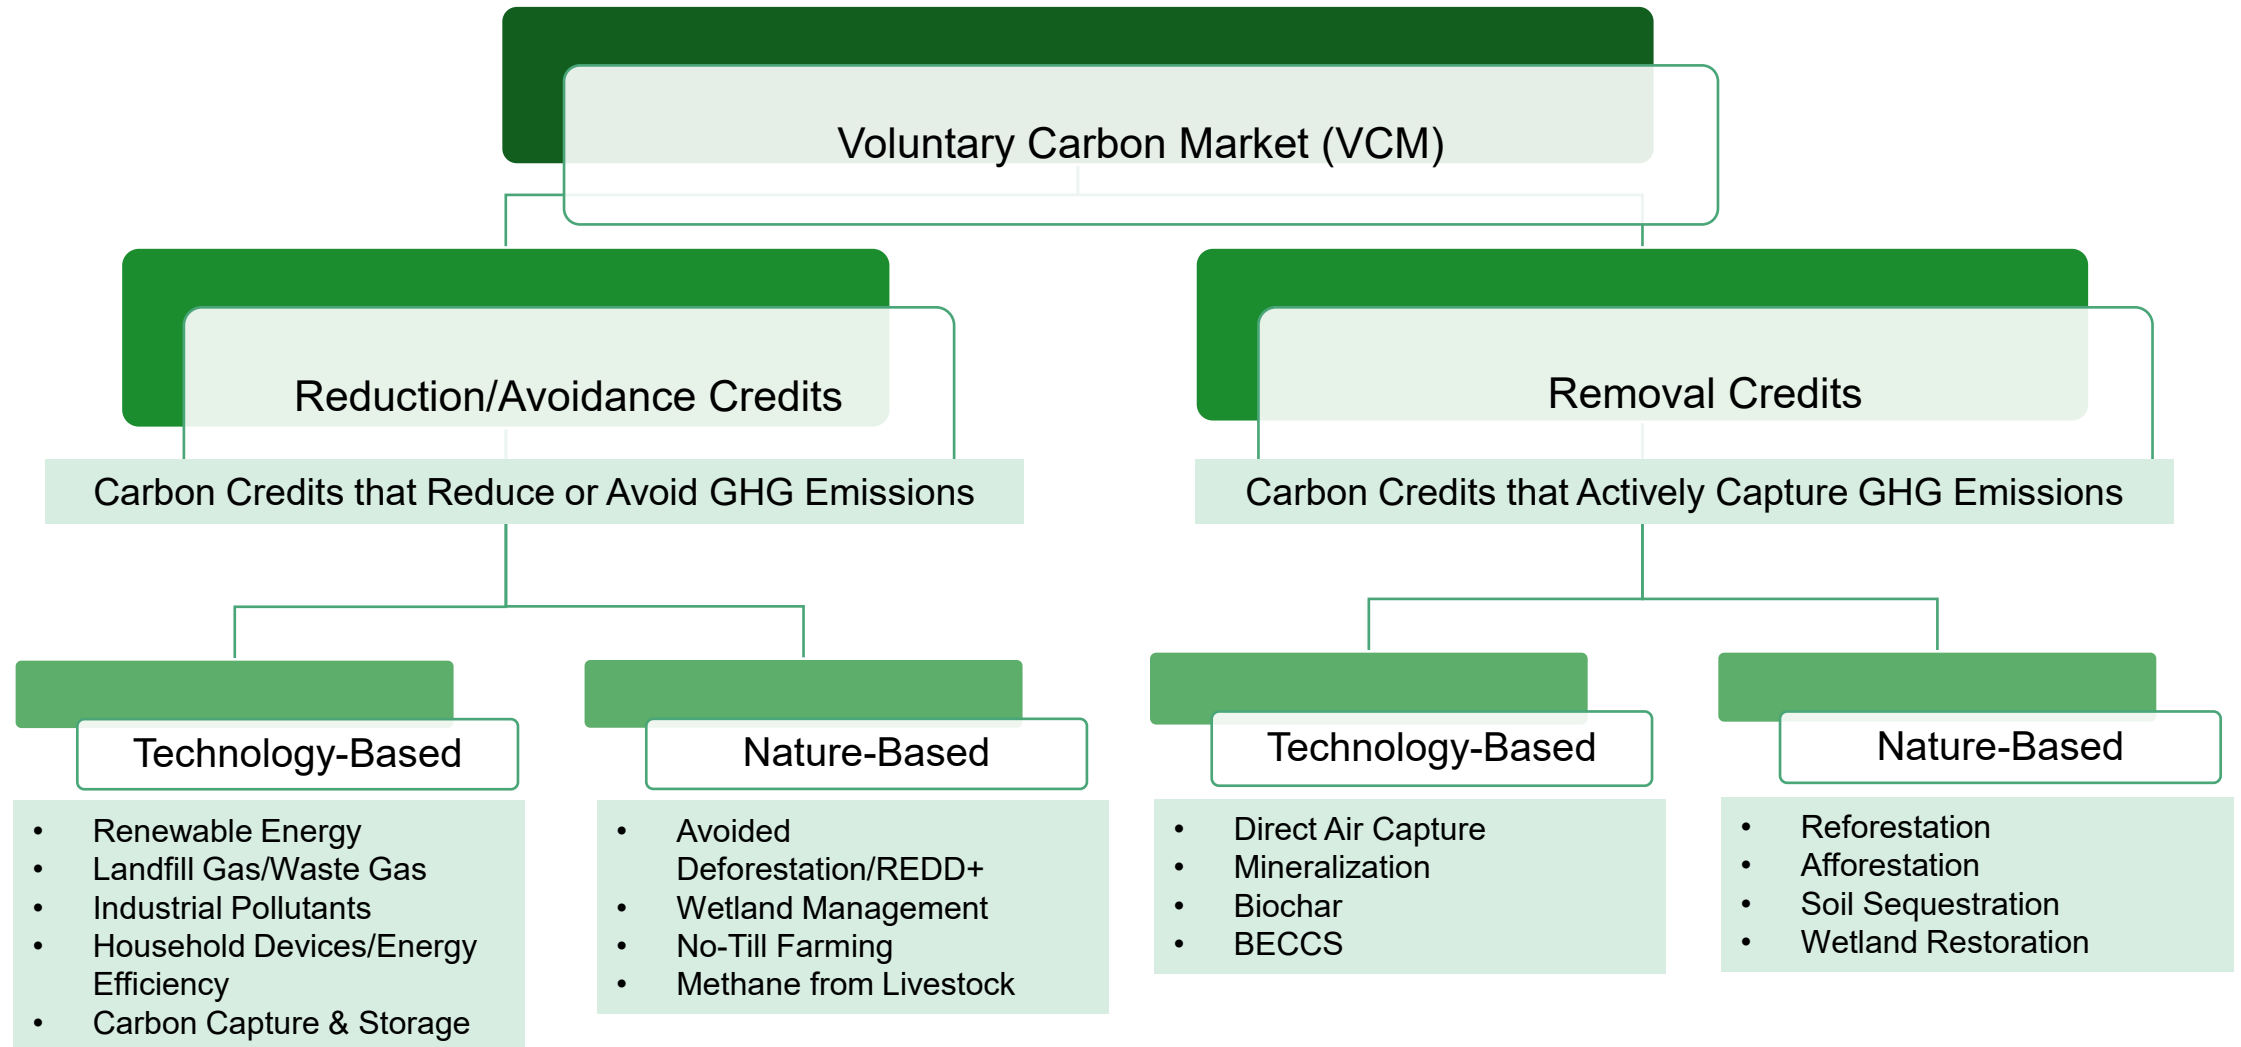 Voluntary Carbon Market (VCM)
Reduction/Avoidance Credits
Carbon Credits that Reduce or Avoid GHG Emissions
Technology-Based
• Renewable Energy
• Landfill Gas/Waste Gas
• Industrial Pollutants
• Household Devices/Energy
Efficiency
• Carbon Capture & Storage
Nature-Based
• Avoided
Deforestation/REDD+
• Wetland Management
• No-Till Farming
• Methane from Livestock
Removal Credits
Carbon Credits that Actively Capture GHG Emissions
Technology-Based
• Direct Air Capture
• Mineralization
• Biochar
• BECCS
Nature-Based
• Reforestation
• Afforestation
• Soil Sequestration
• Wetland Restoration